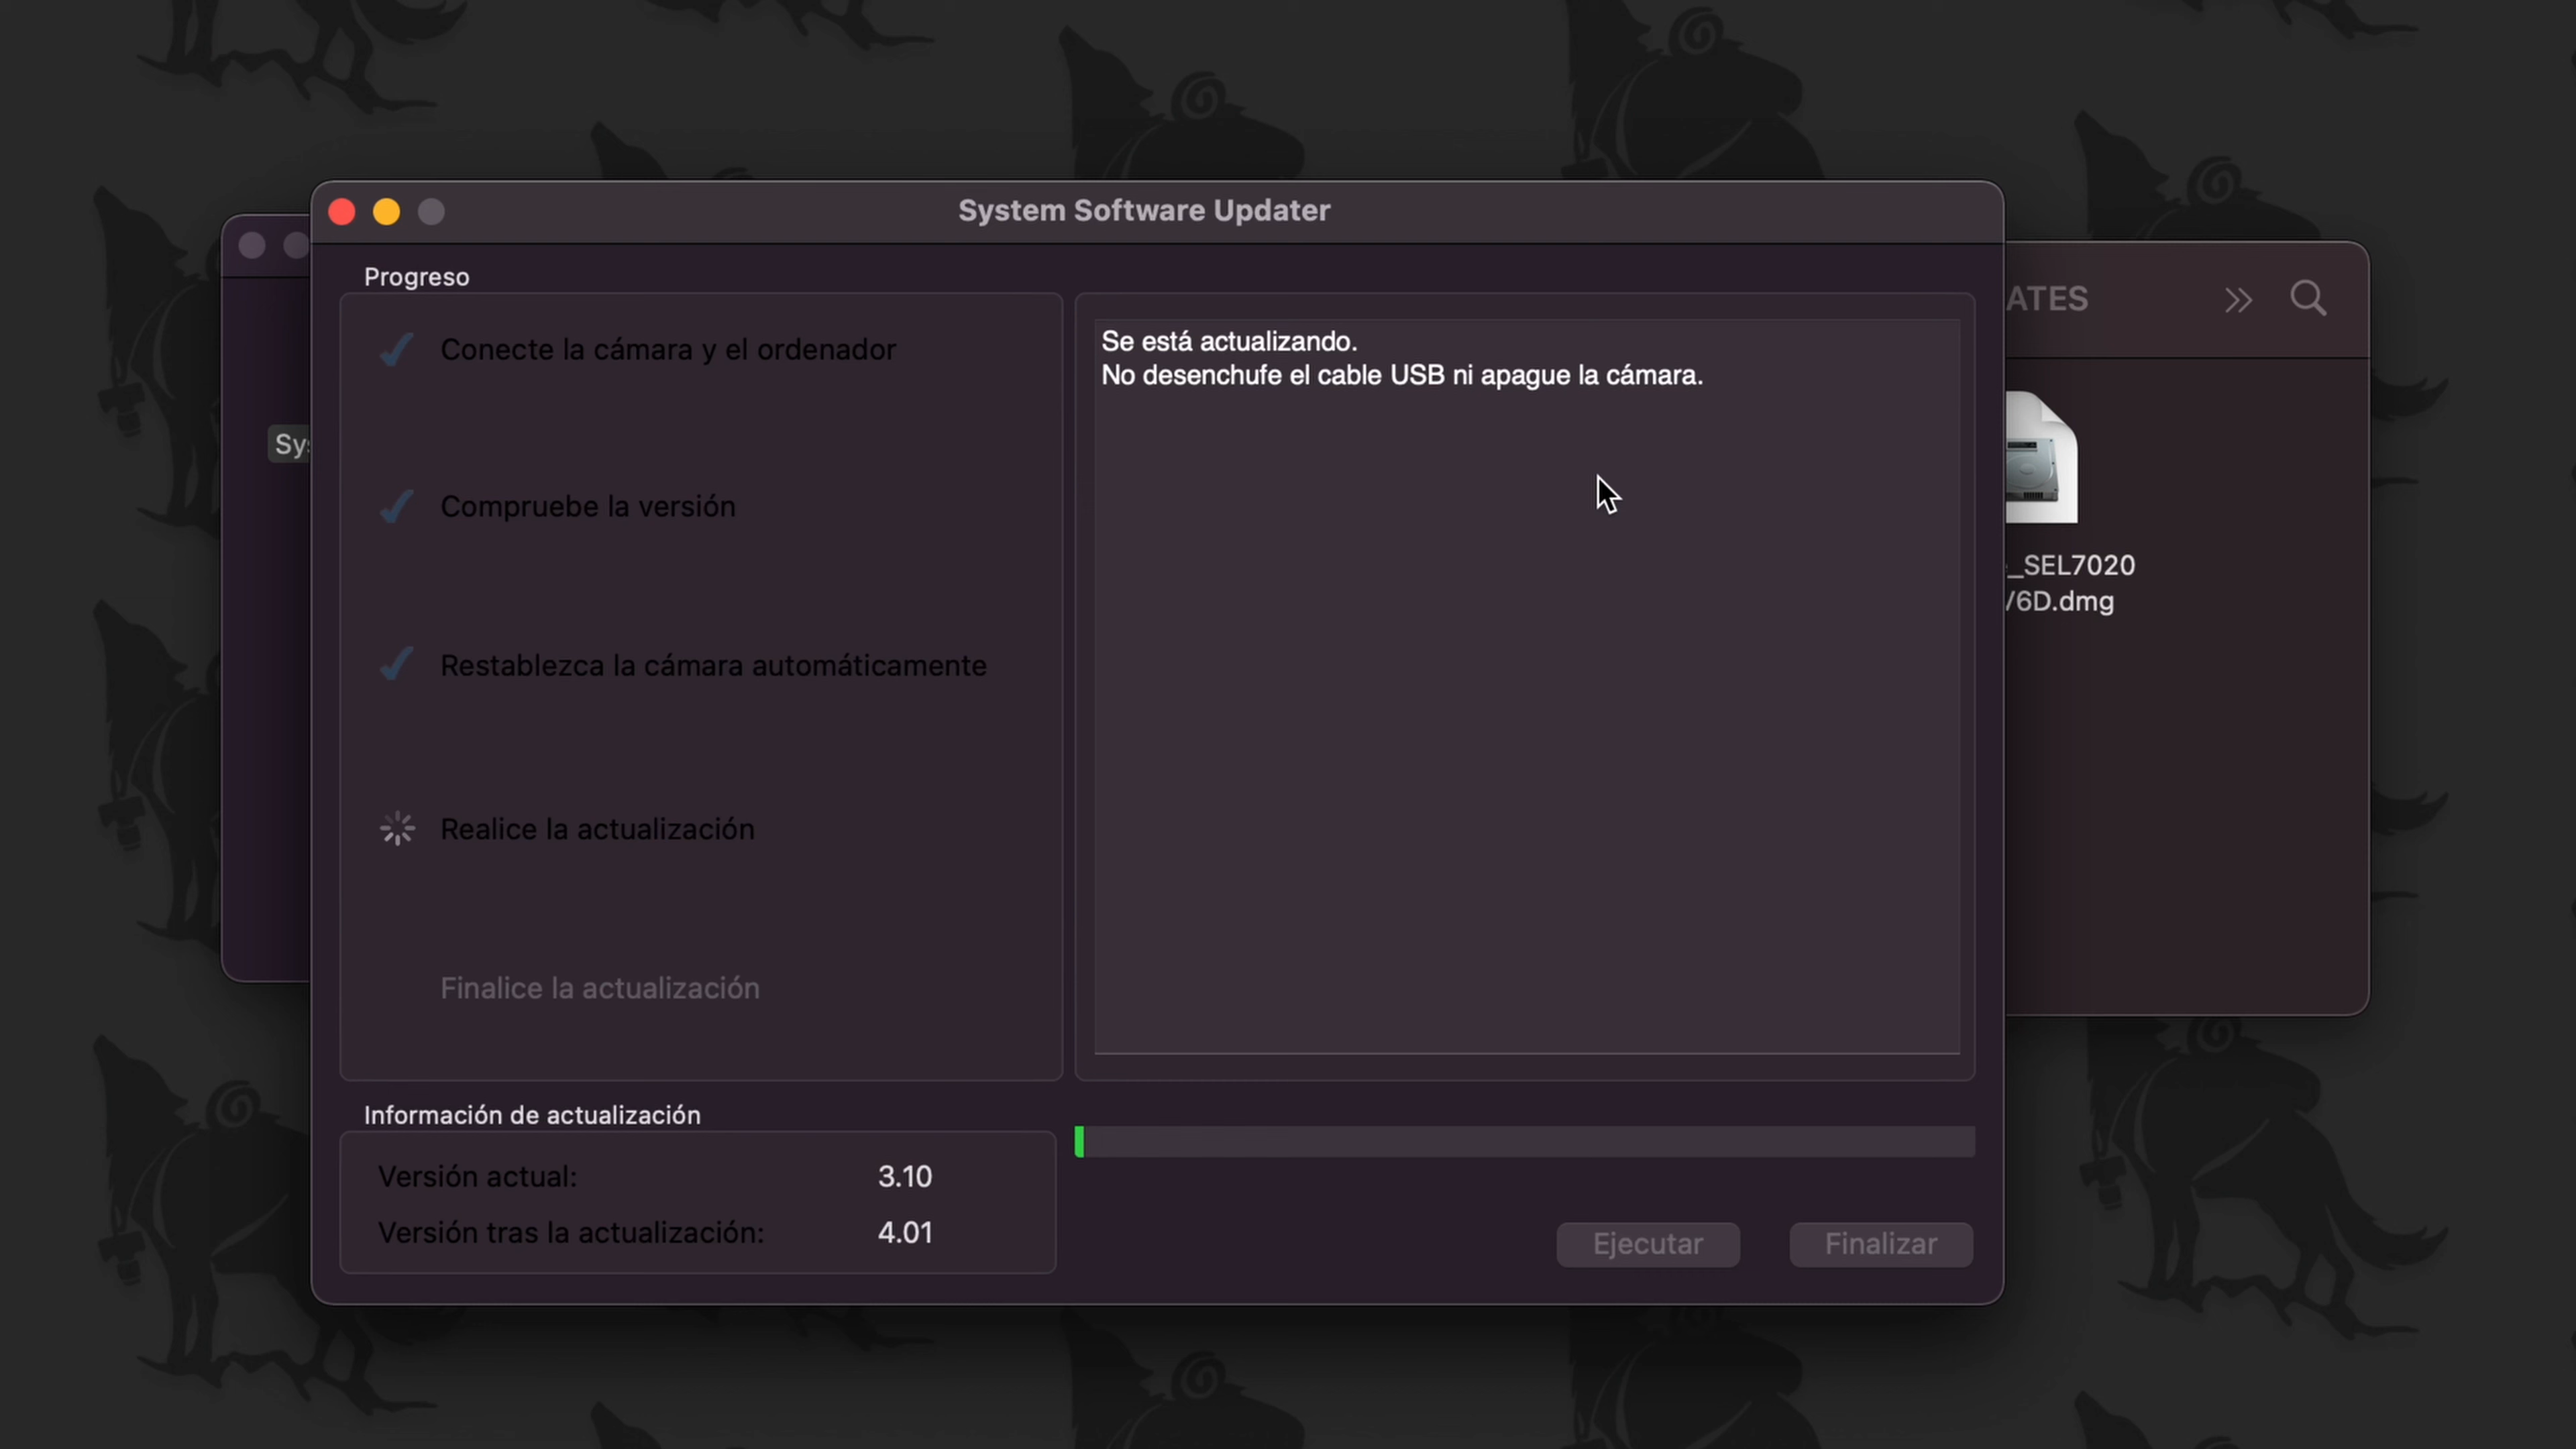 System Software Updater
Progreso
Conecte la cámara y el ordenador
Compruebe la versión
Restablezca la cámara automáticamente
Realice la actualización
Finalice la actualización
Se está actualizando.
No desenchufe el cable USB ni apague la cámara.
Información de actualización
Versión actual: 3.10
Versión tras la actualización: 4.01
Ejecutar Finalizar
_SEL7020
V6D.dmg